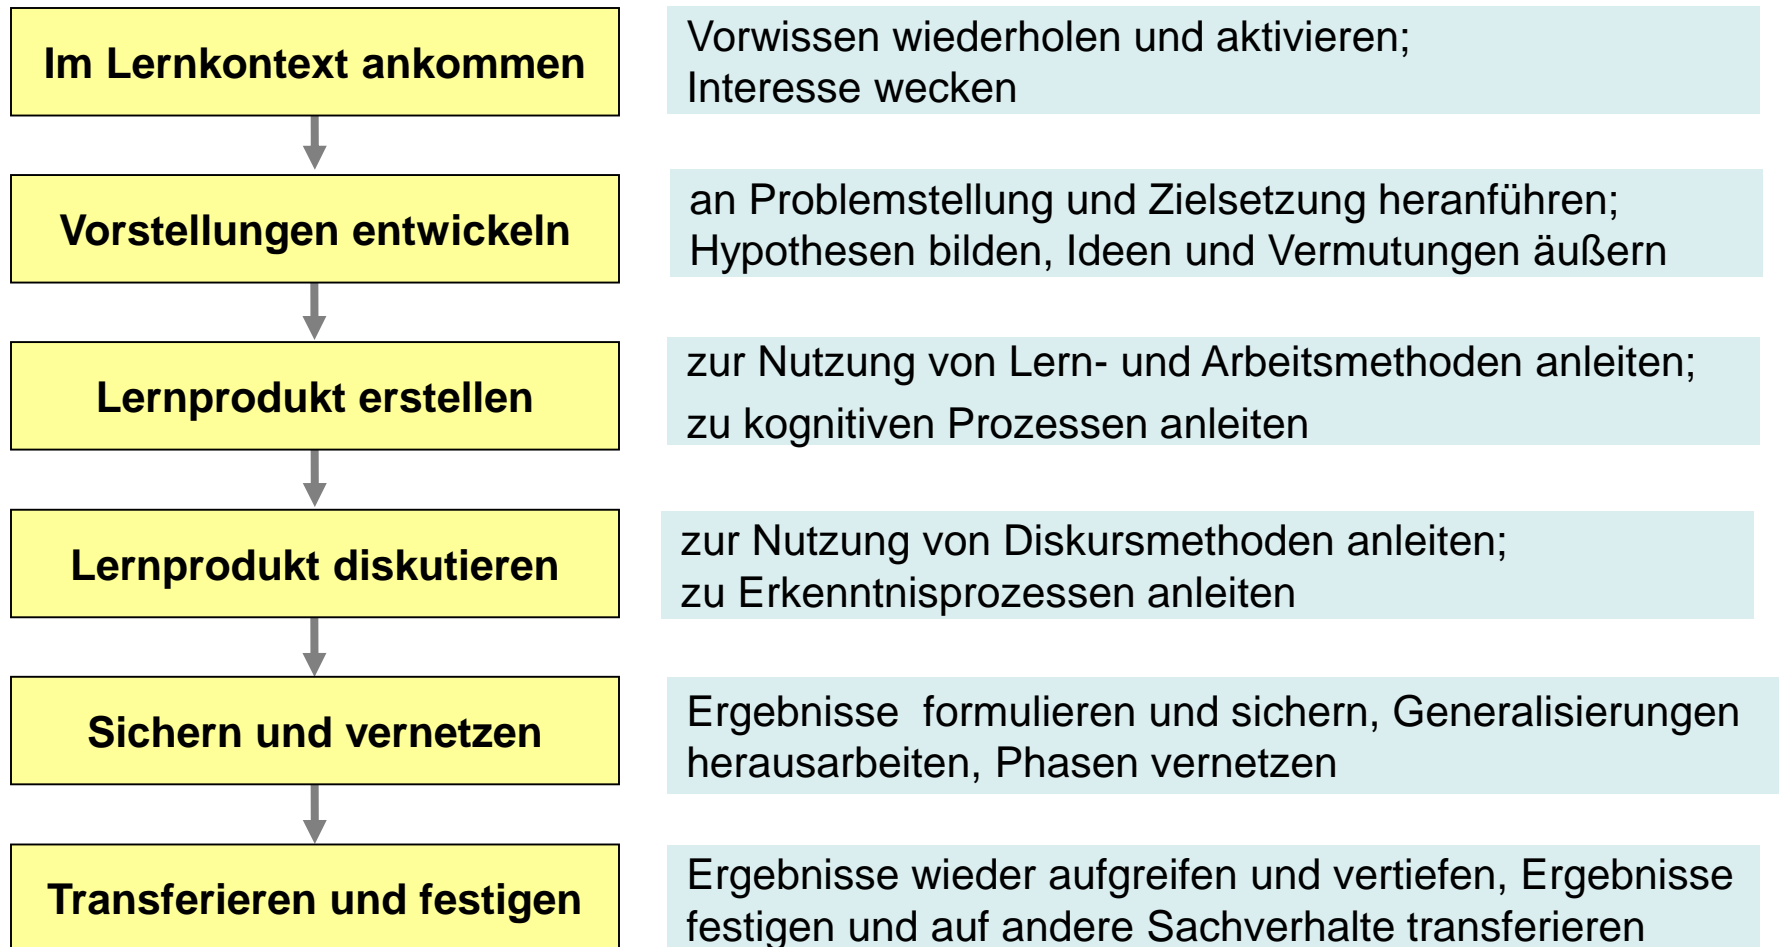 Im Lernkontext ankommen
Vorwissen wiederholen und aktivieren;
Interesse wecken
Vorstellungen entwickeln
an Problemstellung und Zielsetzung heranführen;
Hypothesen bilden, Ideen und Vermutungen äußern
Lernprodukt erstellen
zur Nutzung von Lern- und Arbeitsmethoden anleiten;
zu kognitiven Prozessen anleiten
Lernprodukt diskutieren
zur Nutzung von Diskursmethoden anleiten;
zu Erkenntnisprozessen anleiten
Sichern und vernetzen
Ergebnisse  formulieren und sichern, Generalisierungen
herausarbeiten, Phasen vernetzen
Transferieren und festigen
Ergebnisse wieder aufgreifen und vertiefen, Ergebnisse
festigen und auf andere Sachverhalte transferieren